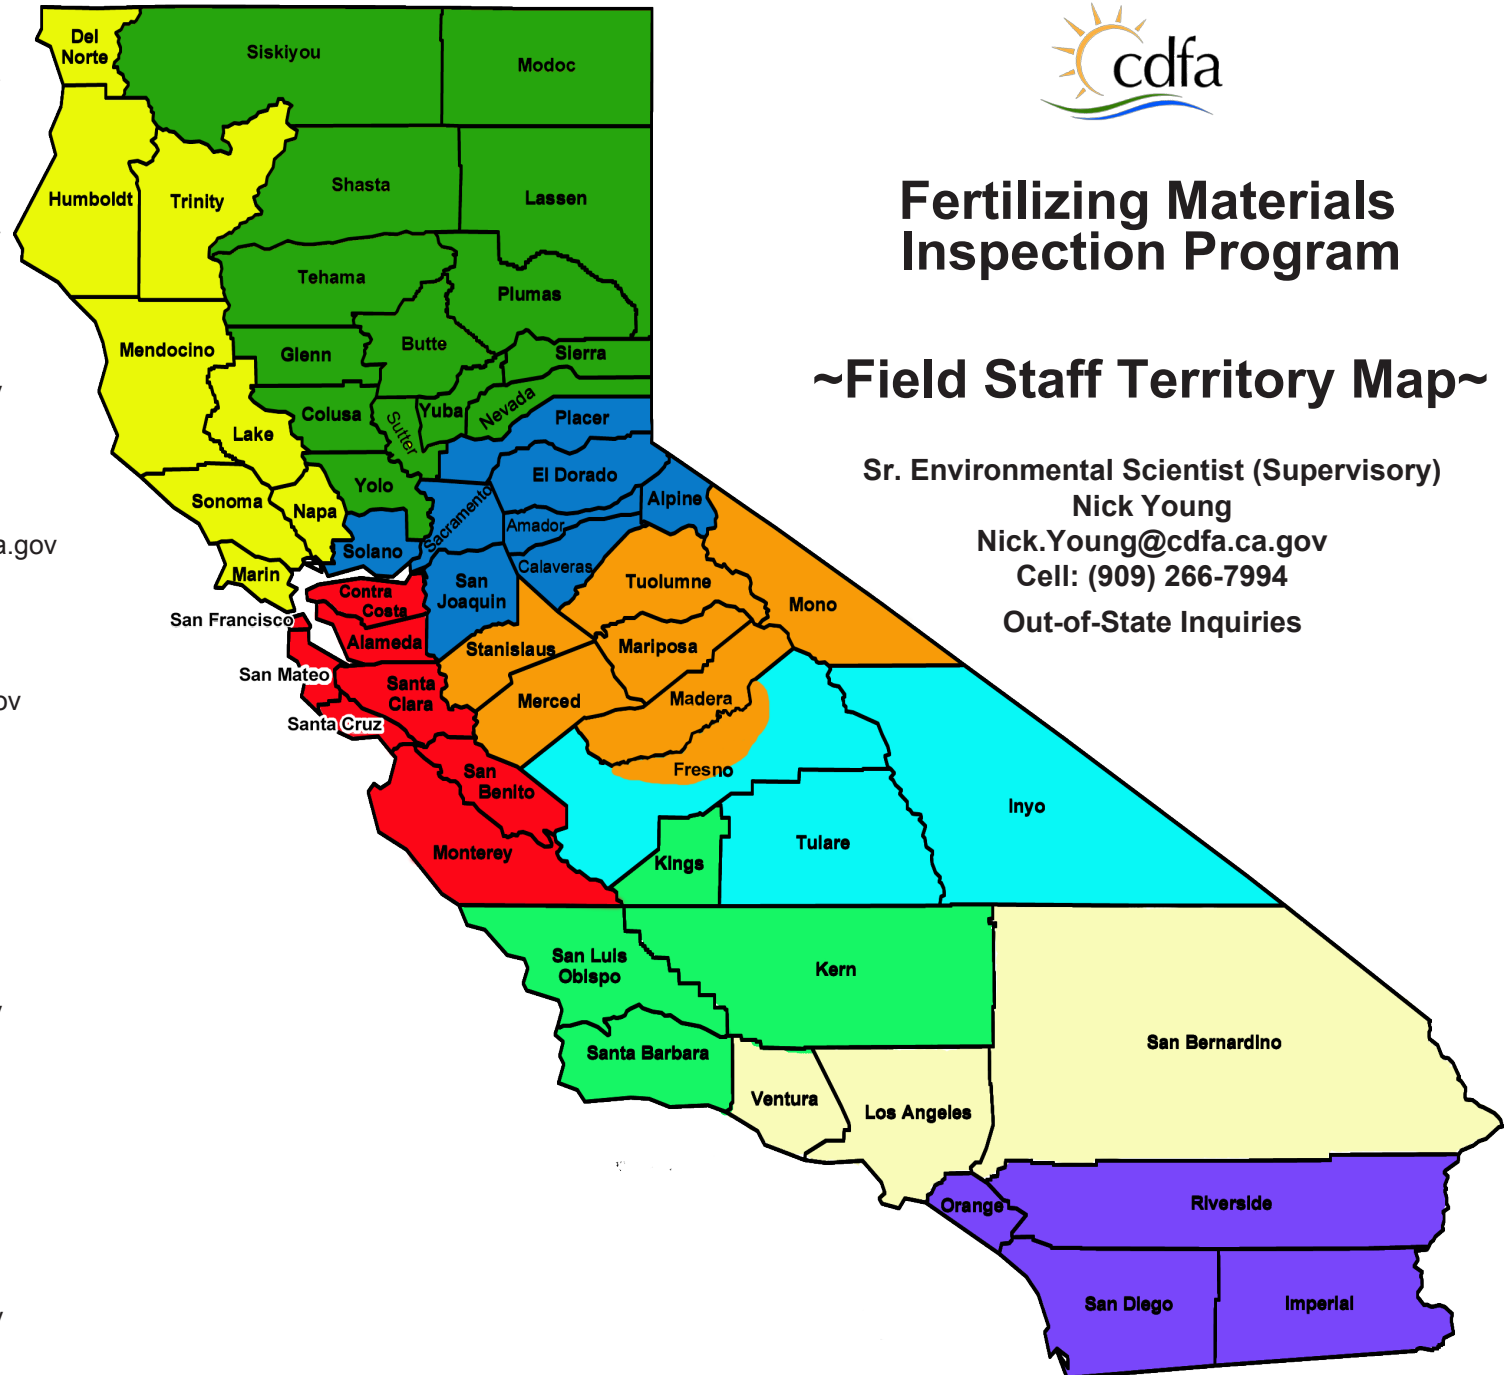 cdfa
Fertilizing Materials
Inspection Program
~Field Staff Territory Map~
Sr. Environmental Scientist (Supervisory)
Nick Young
Nick.Young@cdfa.ca.gov
Cell: (909) 266-7994
Out-of-State Inquiries
a.gov
ov
Del
Norte
Siskiyou
Modoc
Humboldt
Trinity
Shasta
Lassen
Tehama
Plumas
Mendocino
Glenn
Butte
Sierra
Colusa
Sutter
Yuba
Nevada
Placer
Lake
El Dorado
Yolo
Sonoma
Napa
Sacramento
Alpine
Amador
Solano
Calaveras
Marin
San
Joaquin
Tuolumne
Mono
Contra
Costa
San Francisco
Alameda
Stanislaus
Mariposa
San Mateo
Santa
Clara
Merced
Madera
Santa Cruz
Fresno
San
Benito
Inyo
Monterey
Kings
Tulare
San Luis
Obispo
Kern
Santa Barbara
San Bernardino
Ventura
Los Angeles
Orange
Riverside
San Diego
Imperial